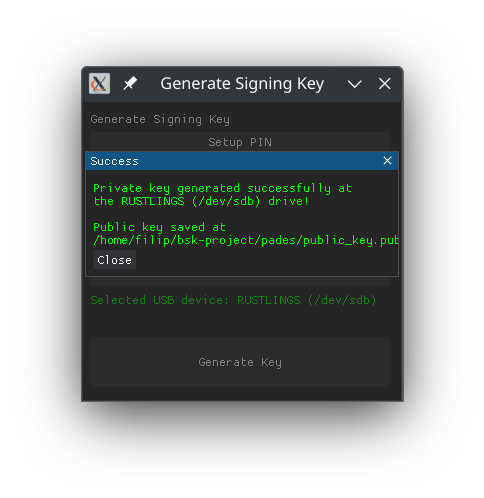 Generate Signing Key
Generate Signing Key
Setup PIN
Success
Private key generated successfully at
the RUSTLINGS (/dev/sdb) drive!
Public key saved at
/home/filip/bsk-project/pades/public_key.pub
Close
Selected USB device: RUSTLINGS (/dev/sdb)
Generate Key